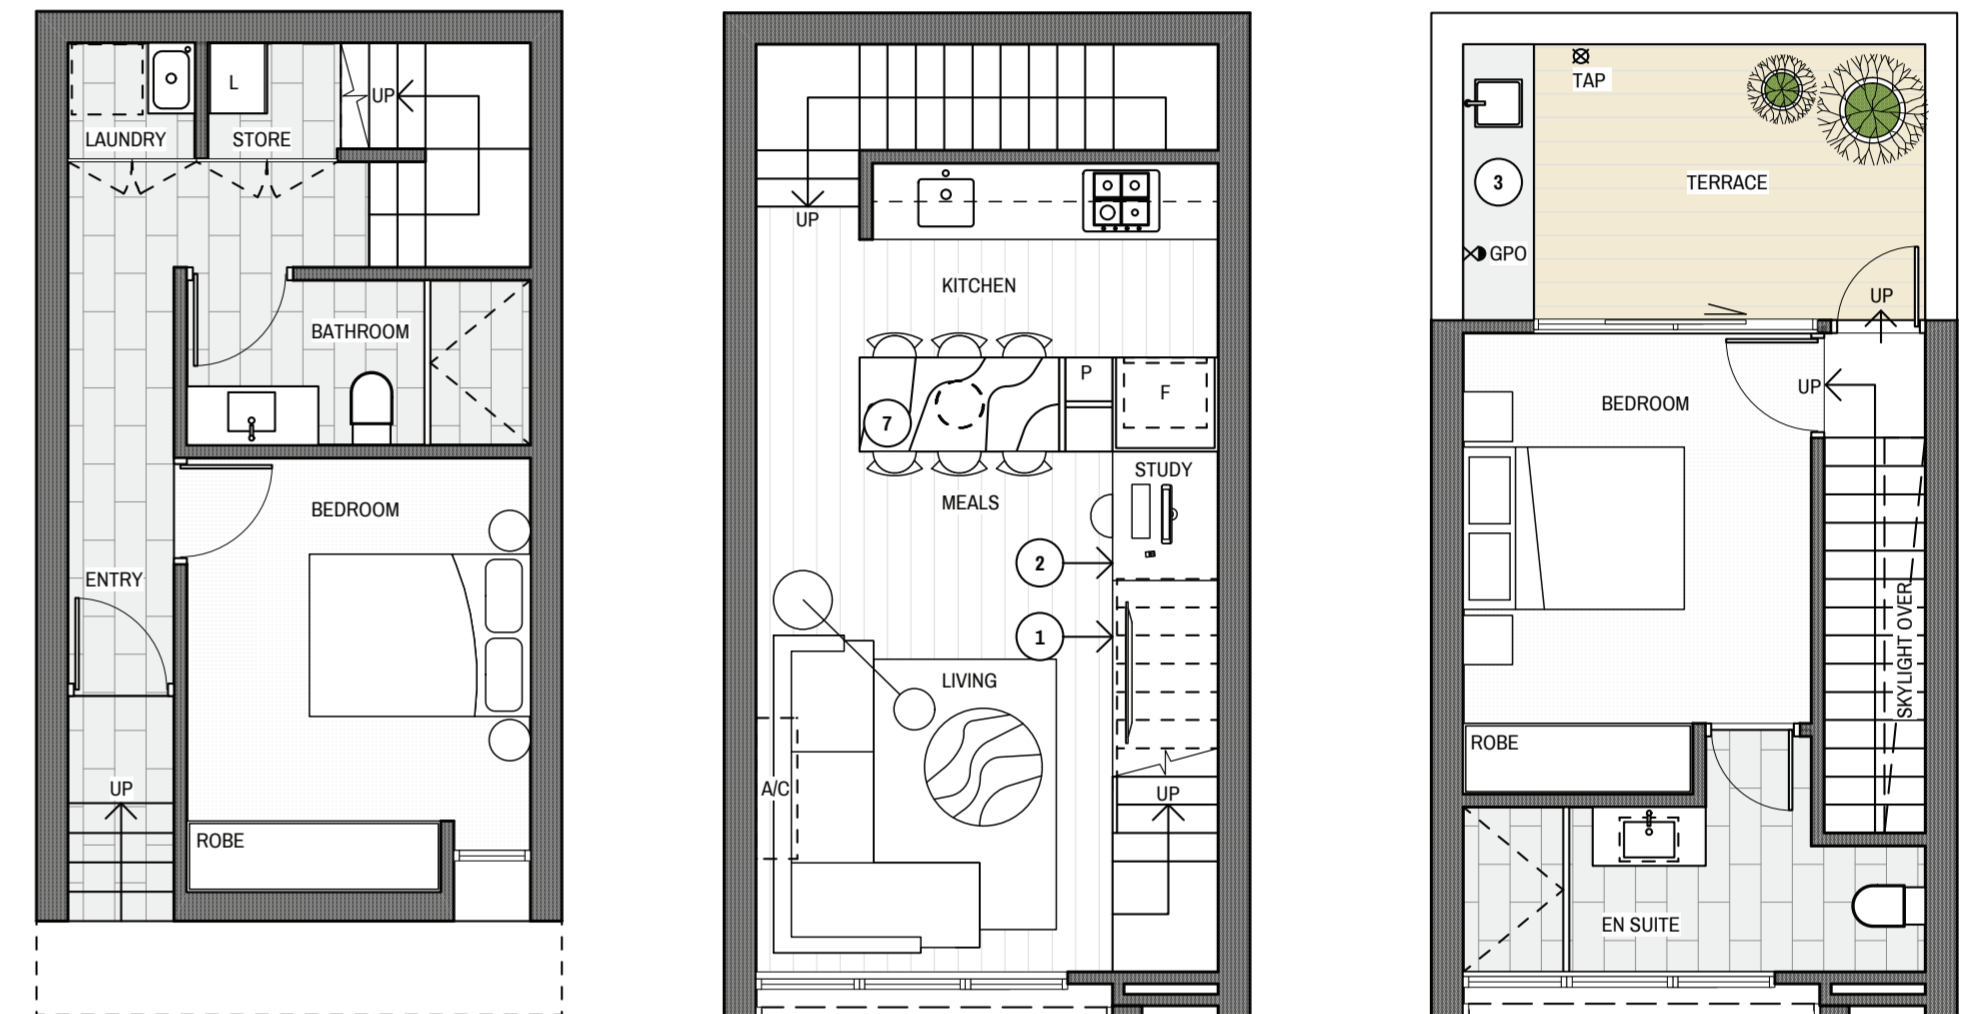 L
UP
LAUNDRY
STORE
BATHROOM
BEDROOM
ENTRY
UP
ROBE
UP
KITCHEN
P
F
7
STUDY
MEALS
2
1
LIVING
A/C
UP
TAP
3
TERRACE
GPO
UP
UP
BEDROOM
SKYLIGHT OVER
ROBE
EN SUITE